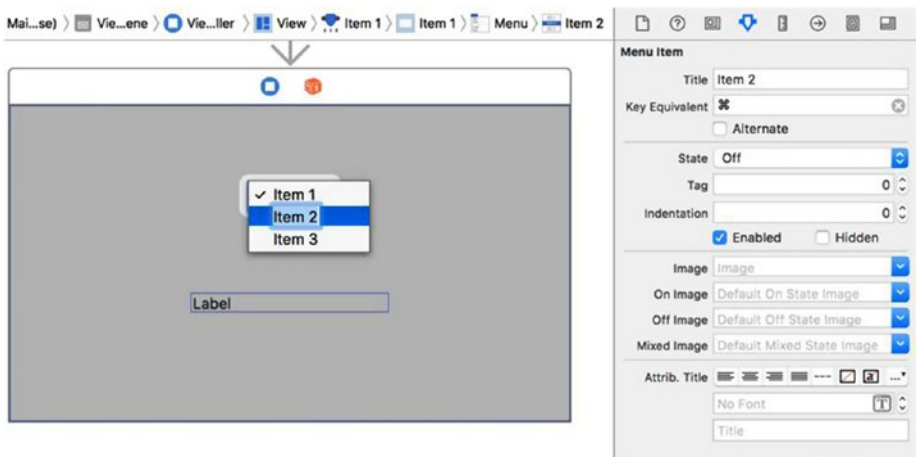 Mai...se) 〉 Vie...ene 〉 Vie...ller 〉 View 〉 Item 1 〉 Item 1 〉 Menu 〉 Item 2
✓ Item 1
Item 2
Item 3
Label
Menu Item
Title Item 2
Key Equivalent ⌘
Alternate
State Off
Tag 0
Indentation 0
Enabled Hidden
Image Image
On Image Default On State Image
Off Image Default Off State Image
Mixed Image Default Mixed State Image
Attrib. Title a ...
No Font T
Title